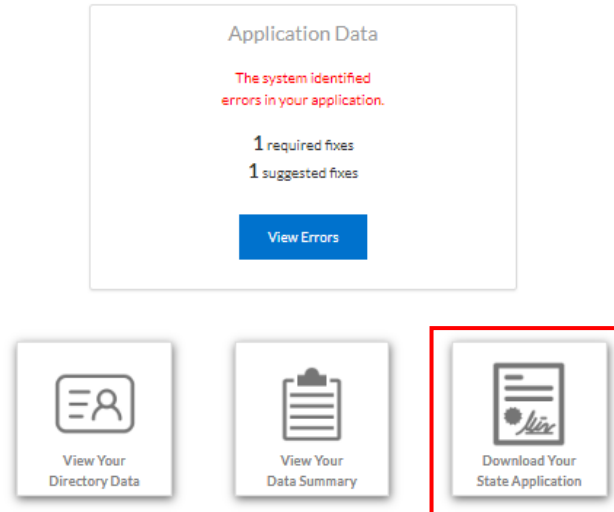 Application Data
The system identified
errors in your application.
1 required fixes
1 suggested fixes
View Errors
View Your
Directory Data
View Your
Data Summary
Download Your
State Application